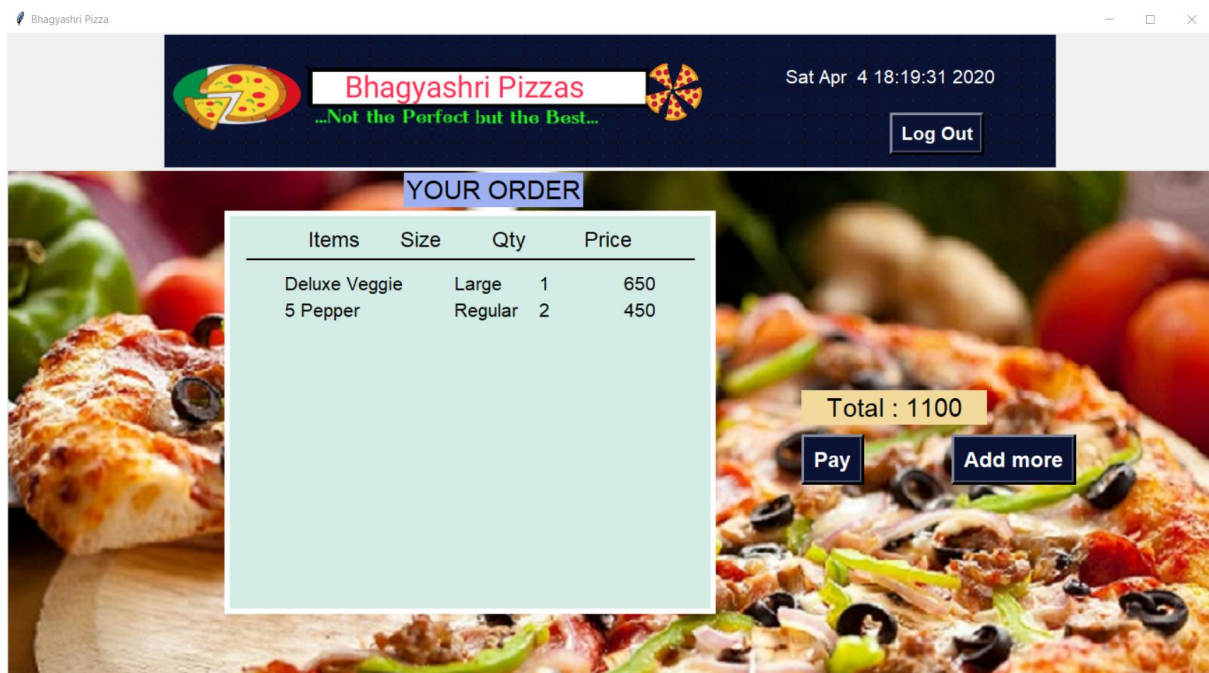 Bhagyashri Pizza
Bhagyashri Pizzas
...Not the Perfect but the Best...
Sat Apr 4 18:19:31 2020
Log Out
YOUR ORDER
Items Size Qty Price
Deluxe Veggie Large 1 650
5 Pepper Regular 2 450
Total : 1100
Pay Add more